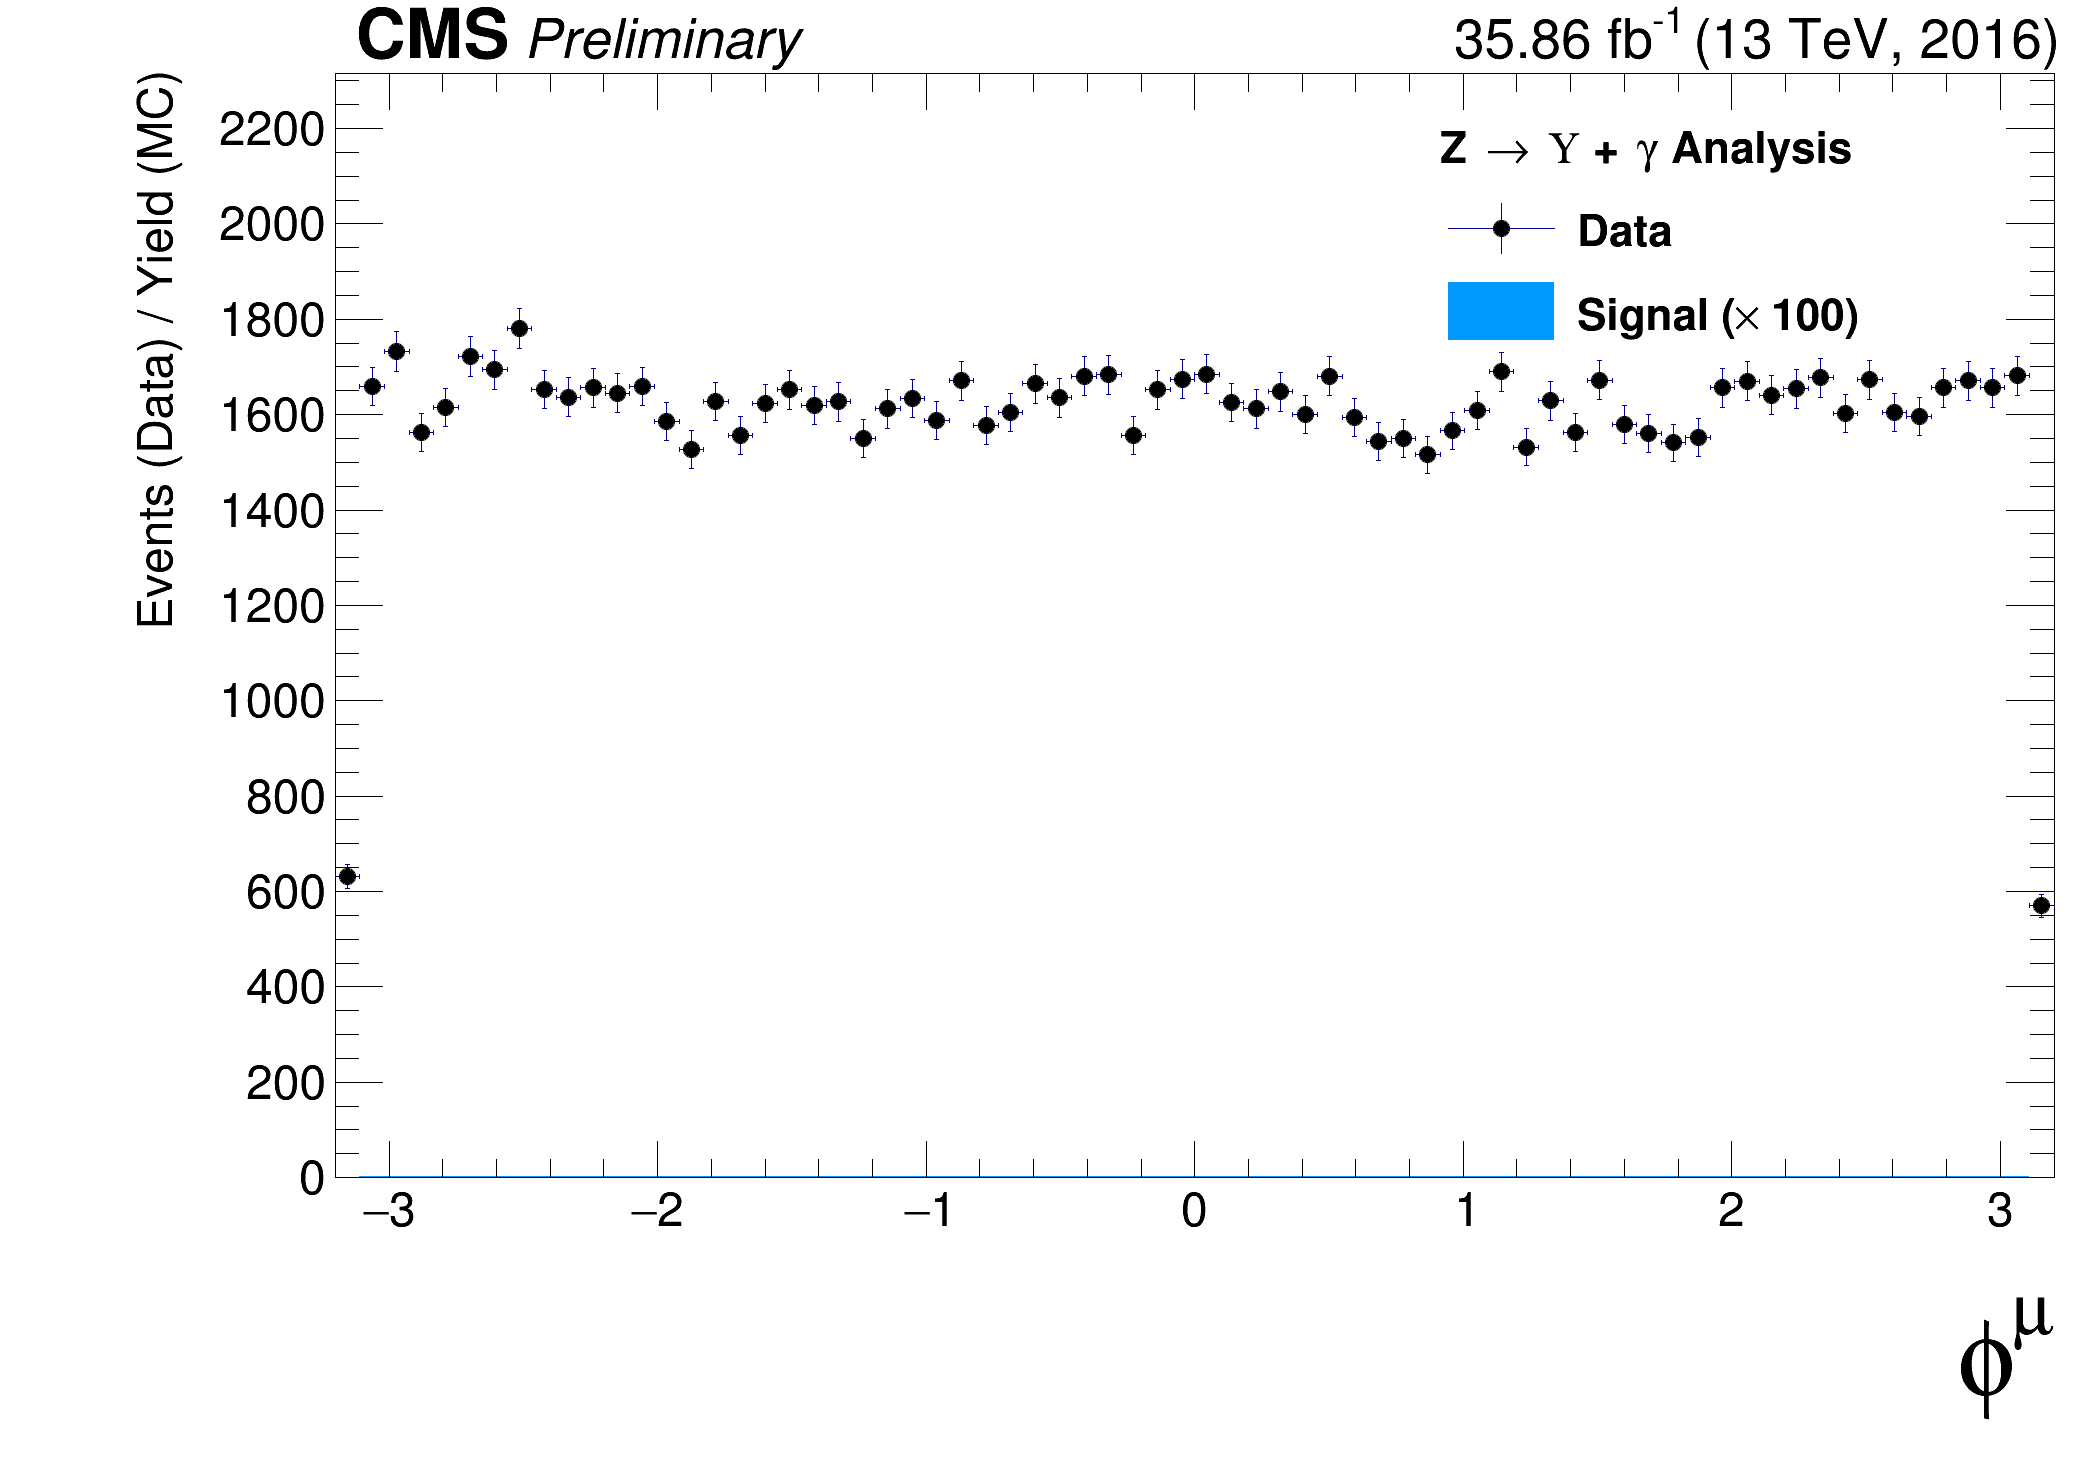 CMS Preliminary
35.86 fb⁻¹ (13 TeV, 2016)
Events (Data) / Yield (MC)
2200
2000
1800
1600
1400
1200
1000
800
600
400
200
0
Z → Υ + γ Analysis
Data
Signal (× 100)
−3 −2 −1 0 1 2 3
ϕ^μ